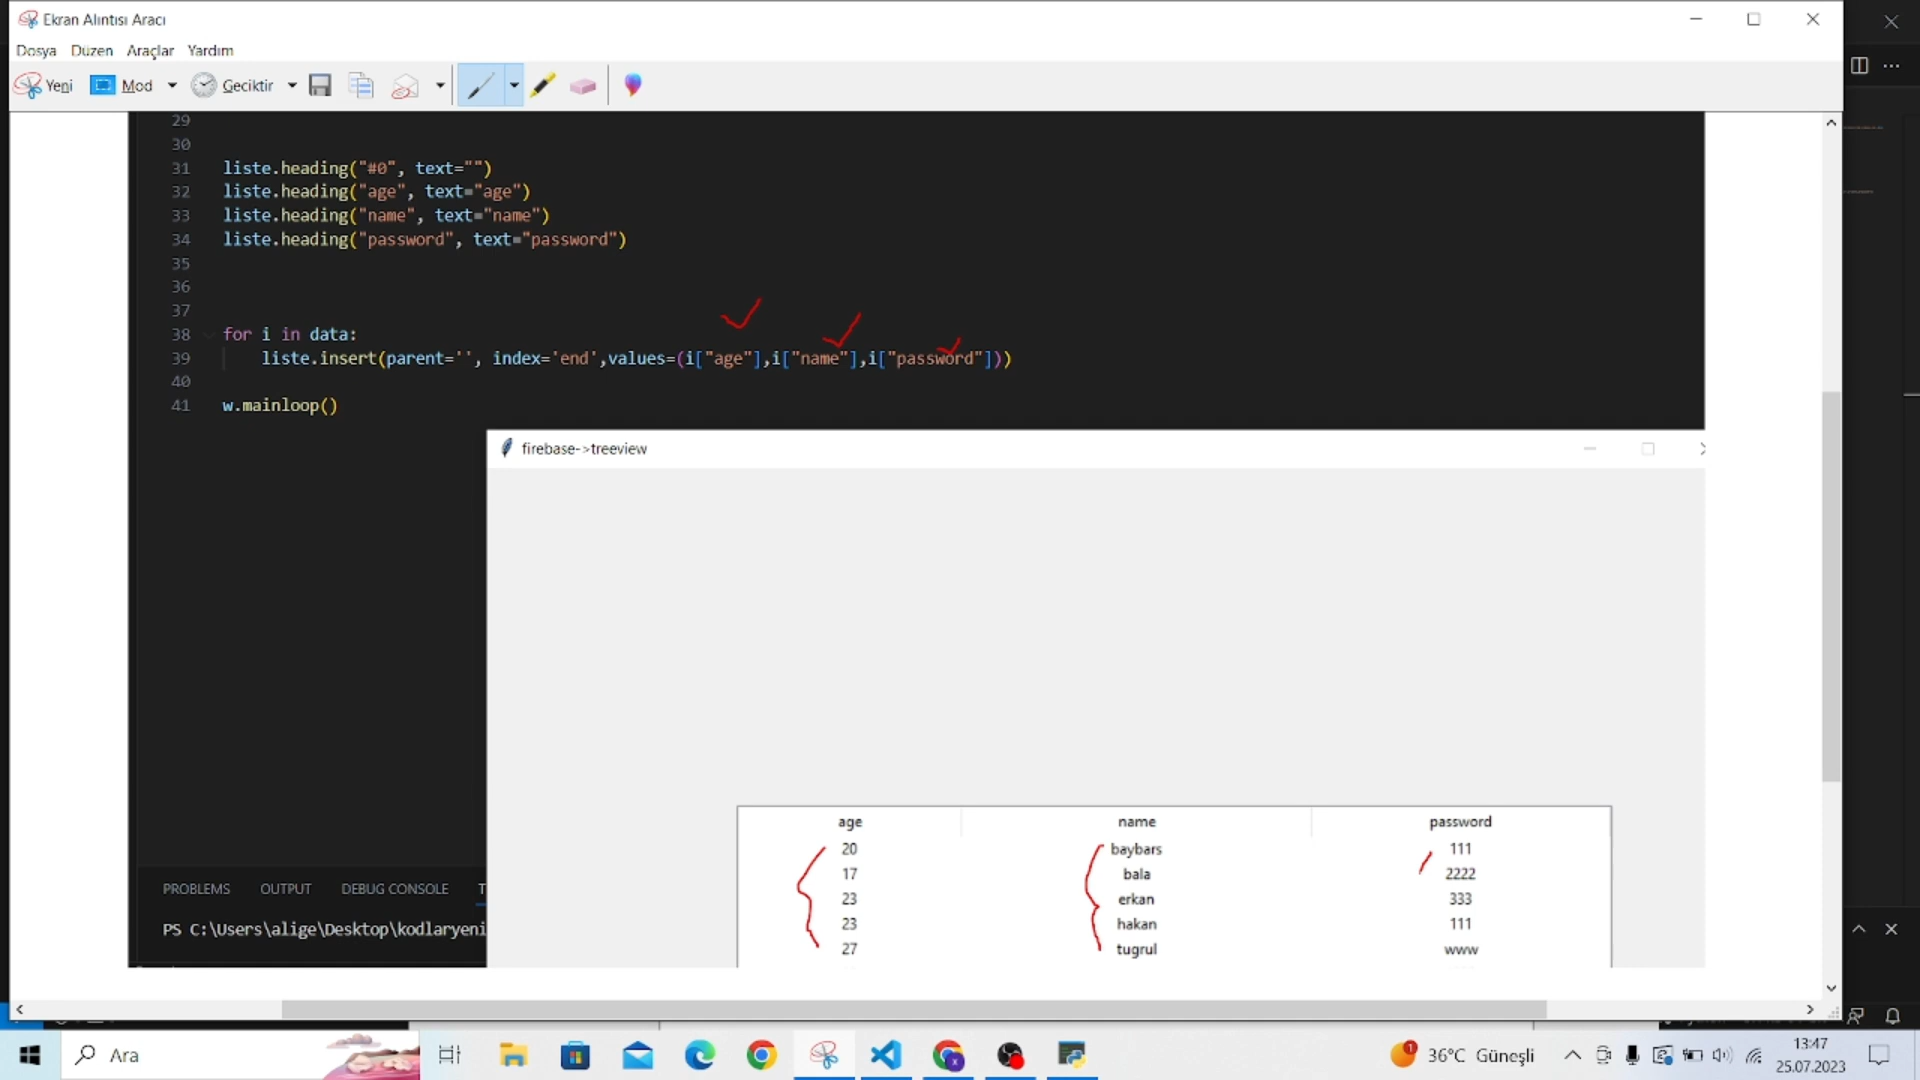 Ekran Alıntısı Aracı
Dosya Düzen Araçlar Yardım
Yeni Mod Geciktir
29
30
31 liste.heading("#0", text="")
32 liste.heading("age", text="age")
33 liste.heading("name", text="name")
34 liste.heading("password", text="password")
35
36
37
38 for i in data:
39 liste.insert(parent='', index='end',values=(i["age"],i["name"],i["password"]))
40
41 w.mainloop()
firebase->treeview
age name password
20 baybars 111
17 bala 2222
23 erkan 333
23 hakan 111
27 tugrul www
PROBLEMS OUTPUT DEBUG CONSOLE T
PS C:\Users\alige\Desktop\kodlaryeni
Ara
1
36°C Güneşli
13:47
25.07.2023